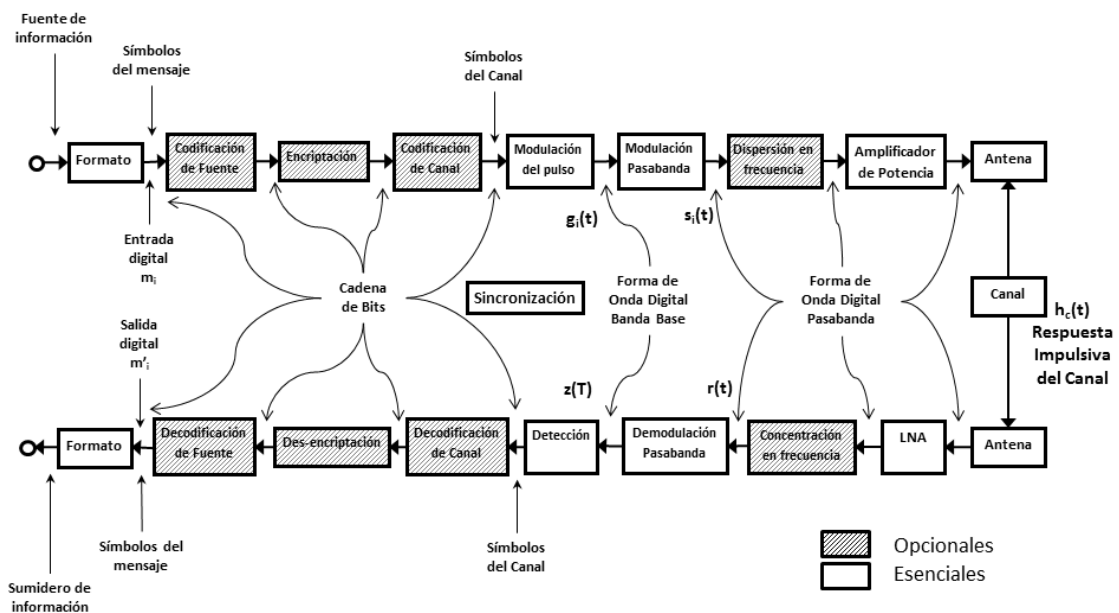 Fuente de
información
Símbolos
del mensaje
Símbolos
del Canal
Formato
Codificación
de Fuente
Encriptación
Codificación
de Canal
Modulación
del pulso
Modulación
Pasabanda
Dispersión en
frecuencia
Amplificador
de Potencia
Antena
gi(t)
si(t)
Entrada
digital
mi
Cadena
de Bits
Sincronización
Forma de
Onda Digital
Banda Base
Forma de
Onda Digital
Pasabanda
Canal
hc(t)
Respuesta
Impulsiva
del Canal
Salida
digital
m'i
z(T)
r(t)
Formato
Decodificación
de Fuente
Des-encriptación
Decodificación
de Canal
Detección
Demodulación
Pasabanda
Concentración
en frecuencia
LNA
Antena
Símbolos del
mensaje
Símbolos
del Canal
Sumidero de
información
Opcionales
Esenciales